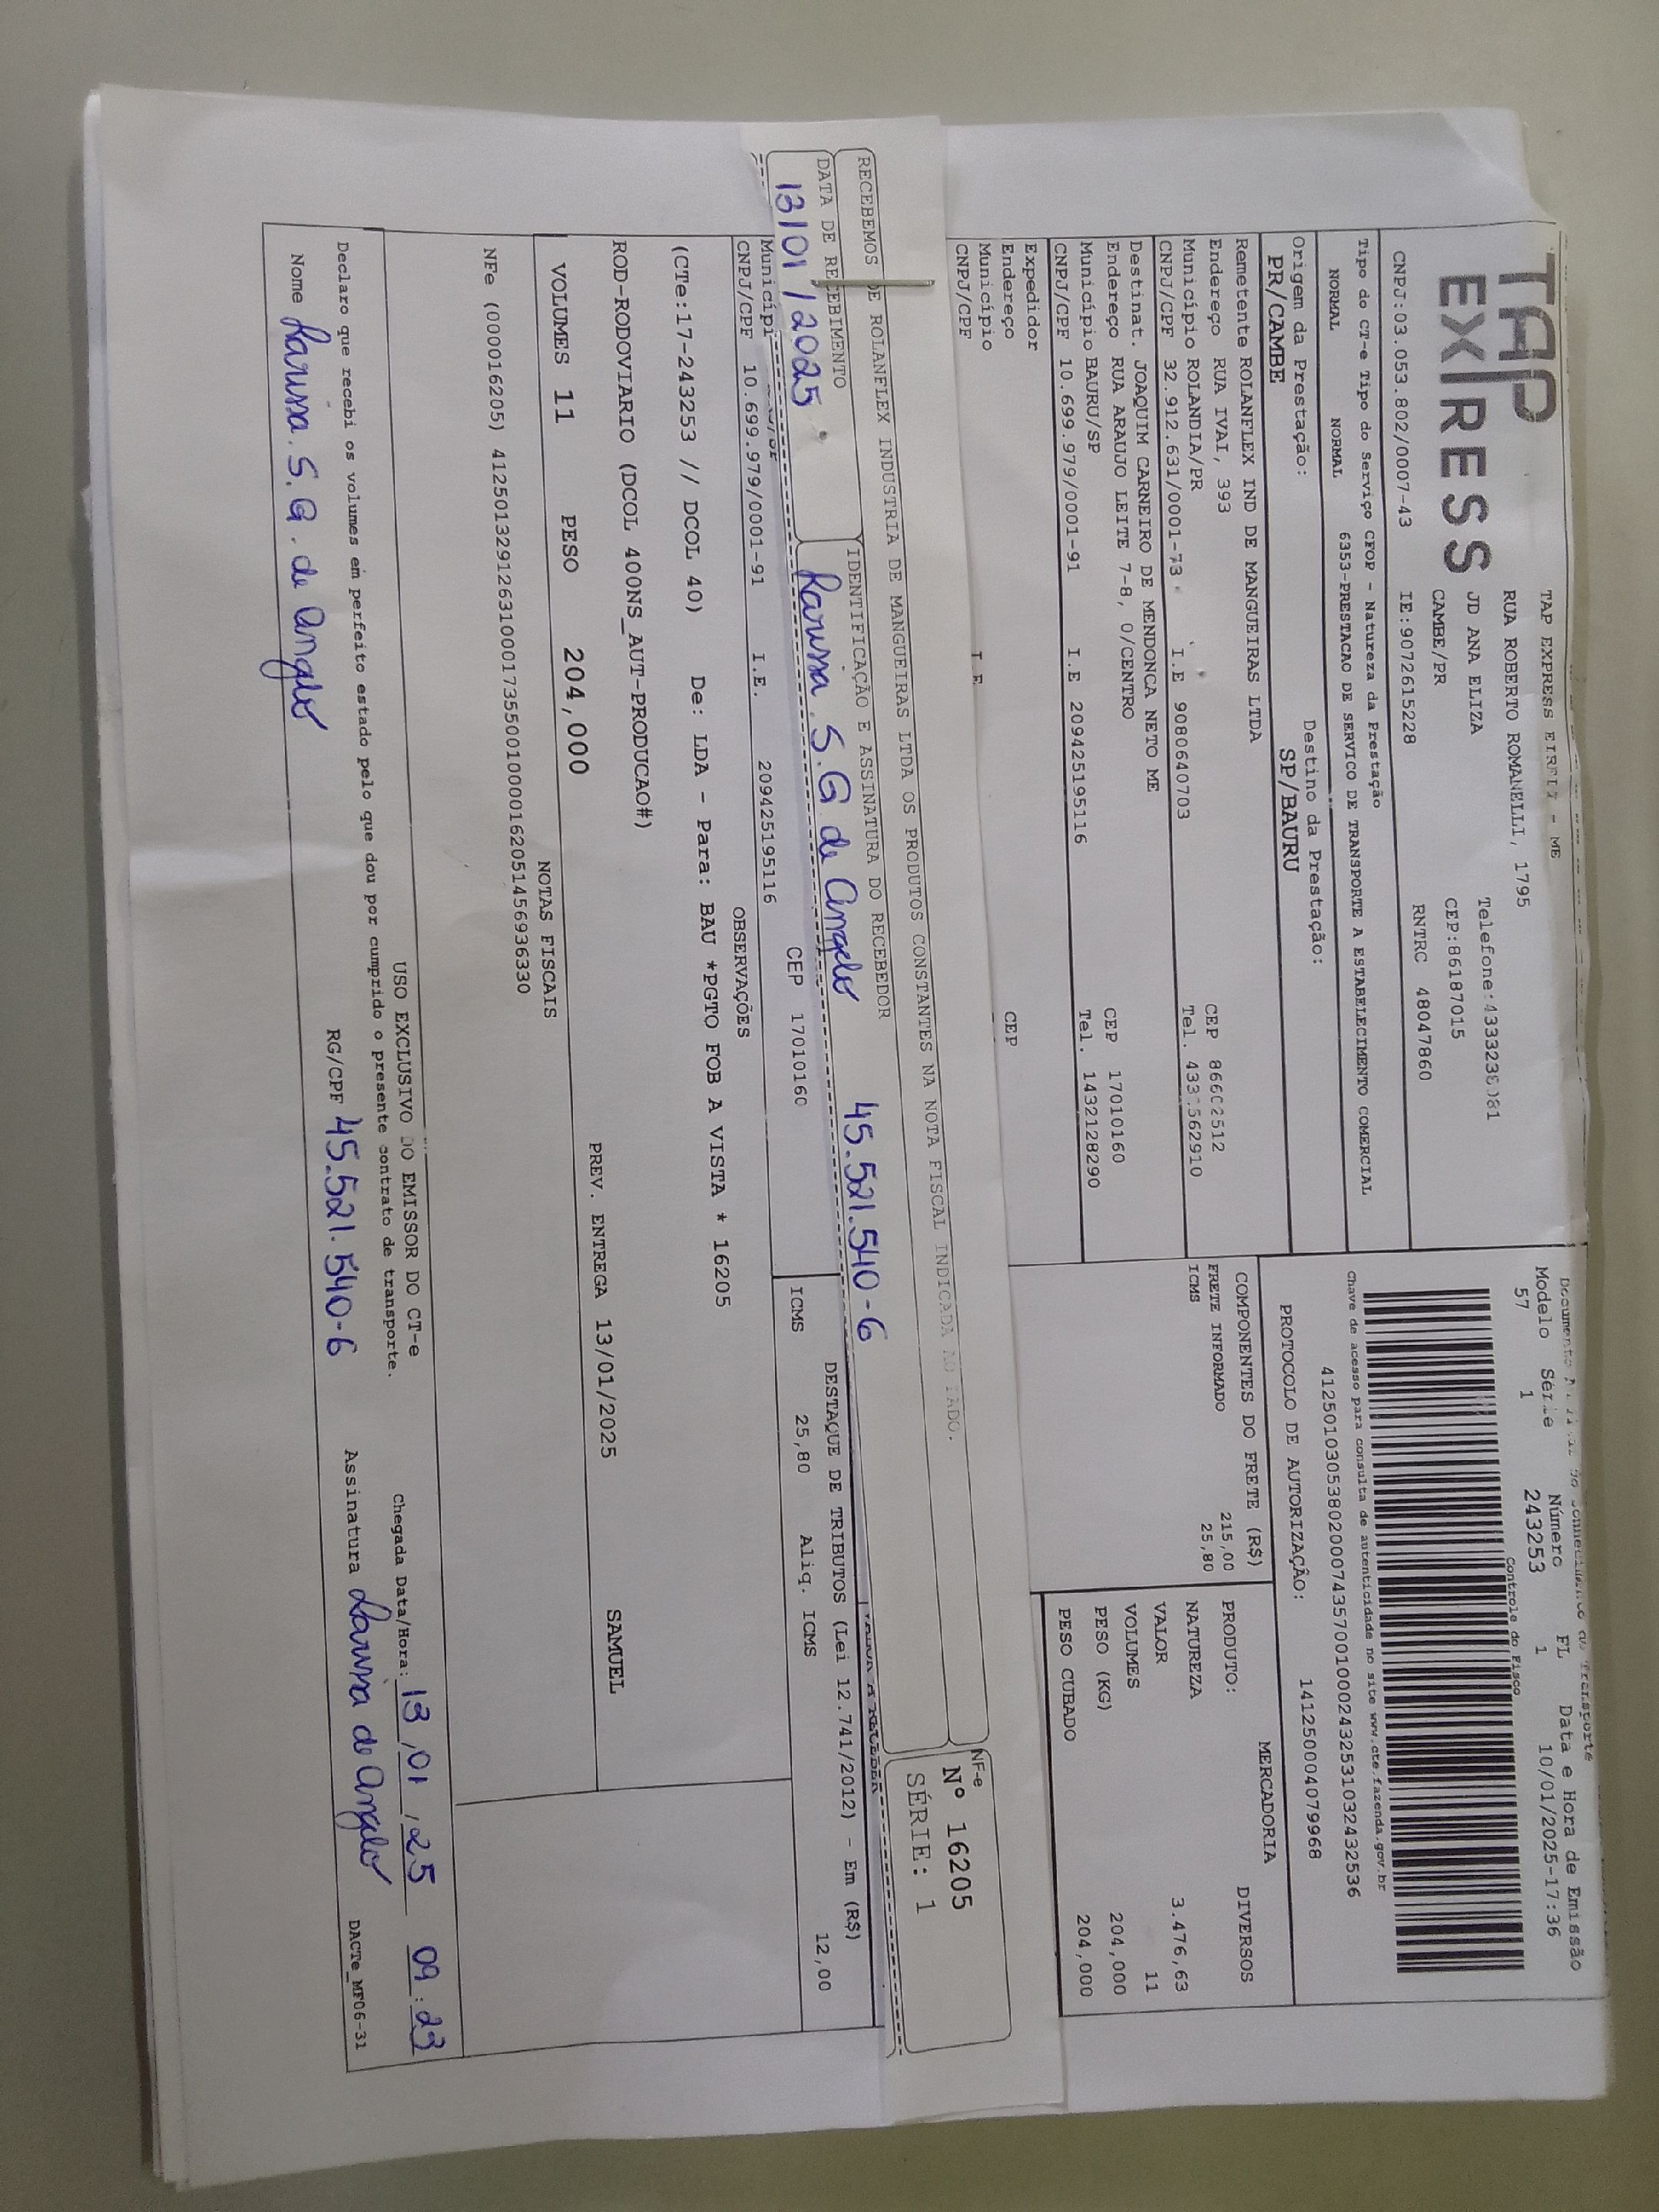 TAP
EXPRESS
TAP EXPRESS EIRELI - ME
RUA ROBERTO ROMANELLI, 1795
JD ANA ELIZA
CAMBE/PR
CEP:86187015
CNPJ:03.053.802/0007-43 IE:9072615228 RNTRC 48047860
Modelo Série Número FL Data e Hora de Emissão
57 1 243253 1 10/01/2025-17:36
Controle do Fisco
Chave de acesso para consulta de autenticidade no site www.cte.fazenda.gov.br
41250103053802000743570010002432531032432536
PROTOCOLO DE AUTORIZAÇÃO: 141250004079968
Tipo do CT-e Tipo do Serviço CFOP - Natureza da Prestação
NORMAL NORMAL 6353-PRESTACAO DE SERVICO DE TRANSPORTE A ESTABELECIMENTO COMERCIAL
Origem da Prestação: Destino da Prestação:
PR/CAMBE SP/BAURU
Remetente ROLANFLEX IND DE MANGUEIRAS LTDA
Endereço RUA IVAI, 393 CEP
Município ROLANDIA/PR Tel.
CNPJ/CPF 32.912.631/0001-73 I.E 9080640703
Destinat. JOAQUIM CARNEIRO DE MENDONCA NETO ME
Endereço RUA ARAUJO LEITE 7-8, 0/CENTRO CEP 17010160
Município BAURU/SP Tel. 1432128290
CNPJ/CPF 10.699.979/0001-91 I.E 209425195116
Expedidor
Endereço CEP
Município
CNPJ/CPF I.E
COMPONENTES DO FRETE (R$)
FRETE INFORMADO 215,00
ICMS 25,80
MERCADORIA
PRODUTO: DIVERSOS
NATUREZA
VALOR 3.476,63
VOLUMES 11
PESO (KG) 204,000
PESO CUBADO 204,000
RECEBEMOS DE ROLANFLEX INDUSTRIA DE MANGUEIRAS LTDA OS PRODUTOS CONSTANTES NA NOTA FISCAL INDICADA AO LADO.
DATA DE RECEBIMENTO IDENTIFICAÇÃO E ASSINATURA DO RECEBEDOR
13/01/2025 Larissa. S. G de Angelo 45.521.540-6
NF-e
Nº 16205
SÉRIE: 1
VALOR A RECEBER
Município
CNPJ/CPF 10.699.979/0001-91 I.E. 209425195116 CEP 17010160
DESTAQUE DE TRIBUTOS (Lei 12.741/2012) - Em (R$)
ICMS 25,80 Aliq. ICMS 12,00
OBSERVAÇÕES
(CTe:17-243253 // DCOL 40) De: LDA - Para: BAU *PGTO FOB A VISTA * 16205
ROD-RODOVIARIO (DCOL 400NS_AUT-PRODUCAO#)
VOLUMES 11 PESO 204,000 PREV. ENTREGA 13/01/2025 SAMUEL
NOTAS FISCAIS
NFe (000016205) 41250132912631000173550010000162051456936330
USO EXCLUSIVO DO EMISSOR DO CT-e
Declaro que recebi os volumes em perfeito estado pelo que dou por cumprido o presente contrato de transporte.
Chegada Data/Hora: 13/01/25 09:23
Nome Larissa. S. G. de Angelo RG/CPF 45.521.540-6 Assinatura Larissa de Angelo
DACTe_MF06-31